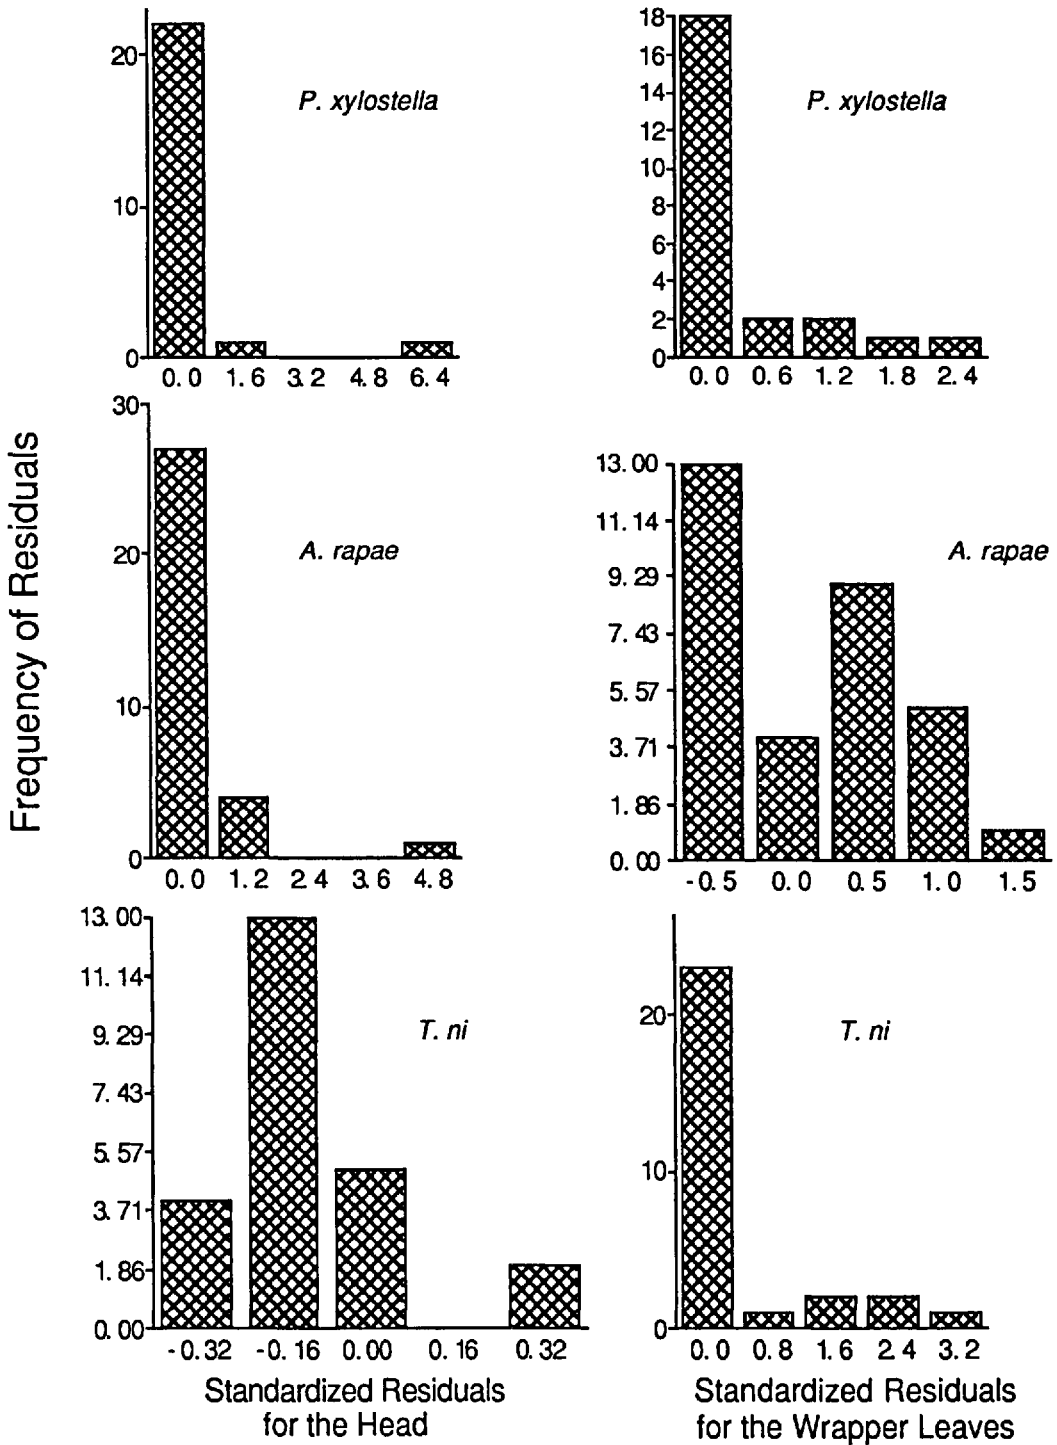 Frequency of Residuals
P. xylostella
20
10
0
0.0 1.6 3.2 4.8 6.4
P. xylostella
18
16
14
12
10
8
6
4
2
0
0.0 0.6 1.2 1.8 2.4
A. rapae
30
20
10
0
0.0 1.2 2.4 3.6 4.8
A. rapae
13.00
11.14
9.29
7.43
5.57
3.71
1.86
0.00
-0.5 0.0 0.5 1.0 1.5
T. ni
13.00
11.14
9.29
7.43
5.57
3.71
1.86
0.00
-0.32 -0.16 0.00 0.16 0.32
Standardized Residuals
for the Head
T. ni
20
10
0
0.0 0.8 1.6 2.4 3.2
Standardized Residuals
for the Wrapper Leaves